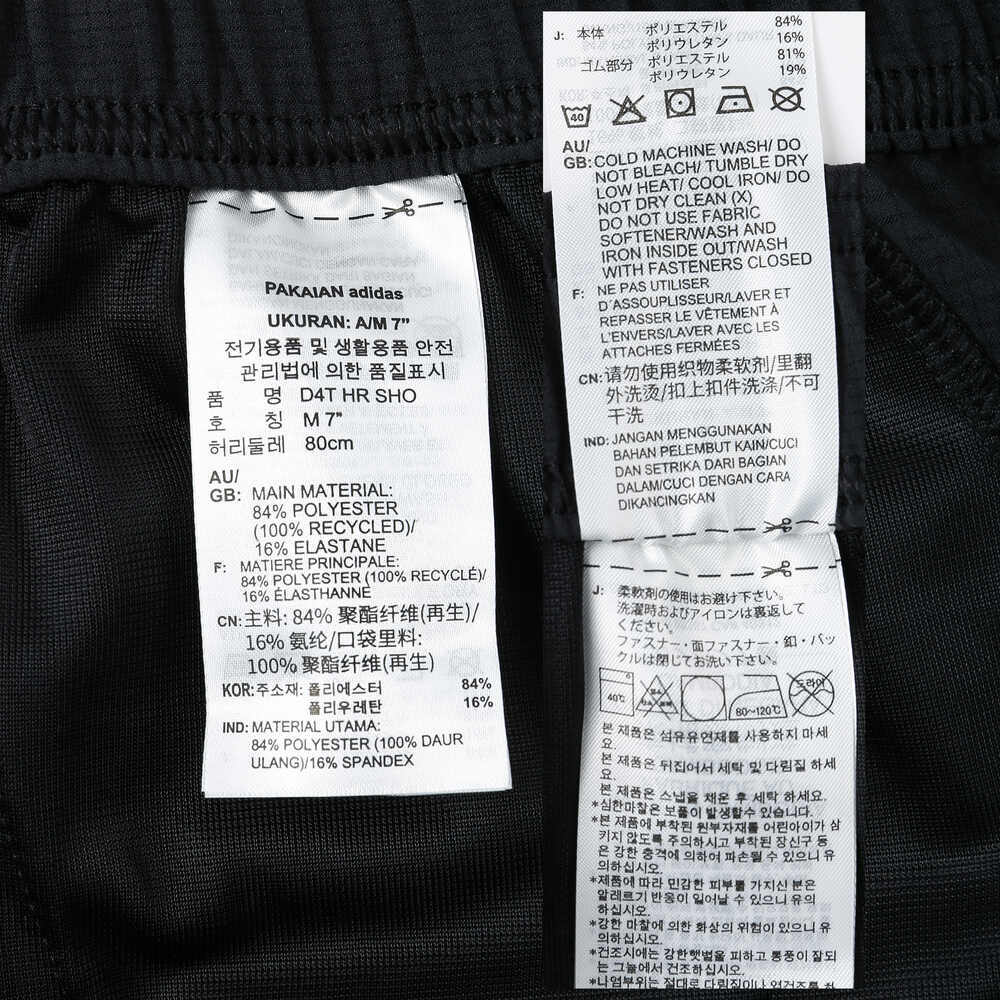 PAKAIAN adidas
UKURAN: A/M 7"
전기용품 및 생활용품 안전
관리법에 의한 품질표시
품 명 D4T HR SHO
호 칭 M 7"
허리둘레 80cm
AU/
GB: MAIN MATERIAL:
84% POLYESTER
(100% RECYCLED)/
16% ELASTANE
F: MATIERE PRINCIPALE:
84% POLYESTER (100% RECYCLÉ)/
16% ÉLASTHANNE
CN:主料: 84% 聚酯纤维(再生)/
16% 氨纶/口袋里料:
100% 聚酯纤维(再生)
KOR:주소재: 폴리에스터 84%
폴리우레탄 16%
IND: MATERIAL UTAMA:
84% POLYESTER (100% DAUR
ULANG)/16% SPANDEX
J: 本体 ポリエステル 84%
ポリウレタン 16%
ゴム部分 ポリエステル 81%
ポリウレタン 19%
40
AU/
GB: COLD MACHINE WASH/ DO
NOT BLEACH/ TUMBLE DRY
LOW HEAT/ COOL IRON/ DO
NOT DRY CLEAN (X)
DO NOT USE FABRIC
SOFTENER/WASH AND
IRON INSIDE OUT/WASH
WITH FASTENERS CLOSED
F: NE PAS UTILISER
D´ASSOUPLISSEUR/LAVER ET
REPASSER LE VÊTEMENT À
L'ENVERS/LAVER AVEC LES
ATTACHES FERMÉES
CN:请勿使用织物柔软剂/里翻
外洗烫/扣上扣件洗涤/不可
干洗
IND: JANGAN MENGGUNAKAN
BAHAN PELEMBUT KAIN/CUCI
DAN SETRIKA DARI BAGIAN
DALAM/CUCI DENGAN CARA
DIKANCINGKAN
J: 柔軟剤の使用はお避け下さい。
洗濯時およびアイロンは裏返して
ください。
ファスナー・面ファスナー・釦・バッ
クルは閉じてお洗い下さい。
40℃
80~120℃
드라이
본 제품은 섬유유연제를 사용하지 마세
요.
본 제품은 뒤집어서 세탁 및 다림질 하세
요.
본 제품은 스냅을 채운 후 세탁 하세요.
*심한마찰은 보풀이 발생할수 있습니다.
*본 제품에 부착된 원부자재를 어린아이가 삼
키지 않도록 주의하시고 부착된 장신구 등
은 강한 충격에 의하여 파손될 수 있으니 유
의하십시오.
*제품에 따라 민감한 피부를 가지신 분은
알레르기 반응이 일어날 수 있으니 유의
하십시오.
*강한 마찰에 의한 화상의 위험이 있으니 유
의하십시오.
*건조시에는 강한햇볕을 피하고 통풍이 잘되
는 그늘에서 건조하십시오.
*나염부위는 절대로 다림질이나